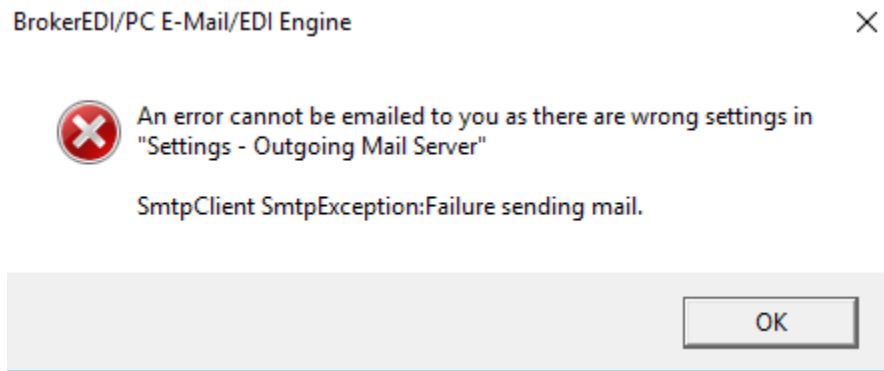 BrokerEDI/PC E-Mail/EDI Engine
An error cannot be emailed to you as there are wrong settings in
"Settings - Outgoing Mail Server"
SmtpClient SmtpException:Failure sending mail.
OK